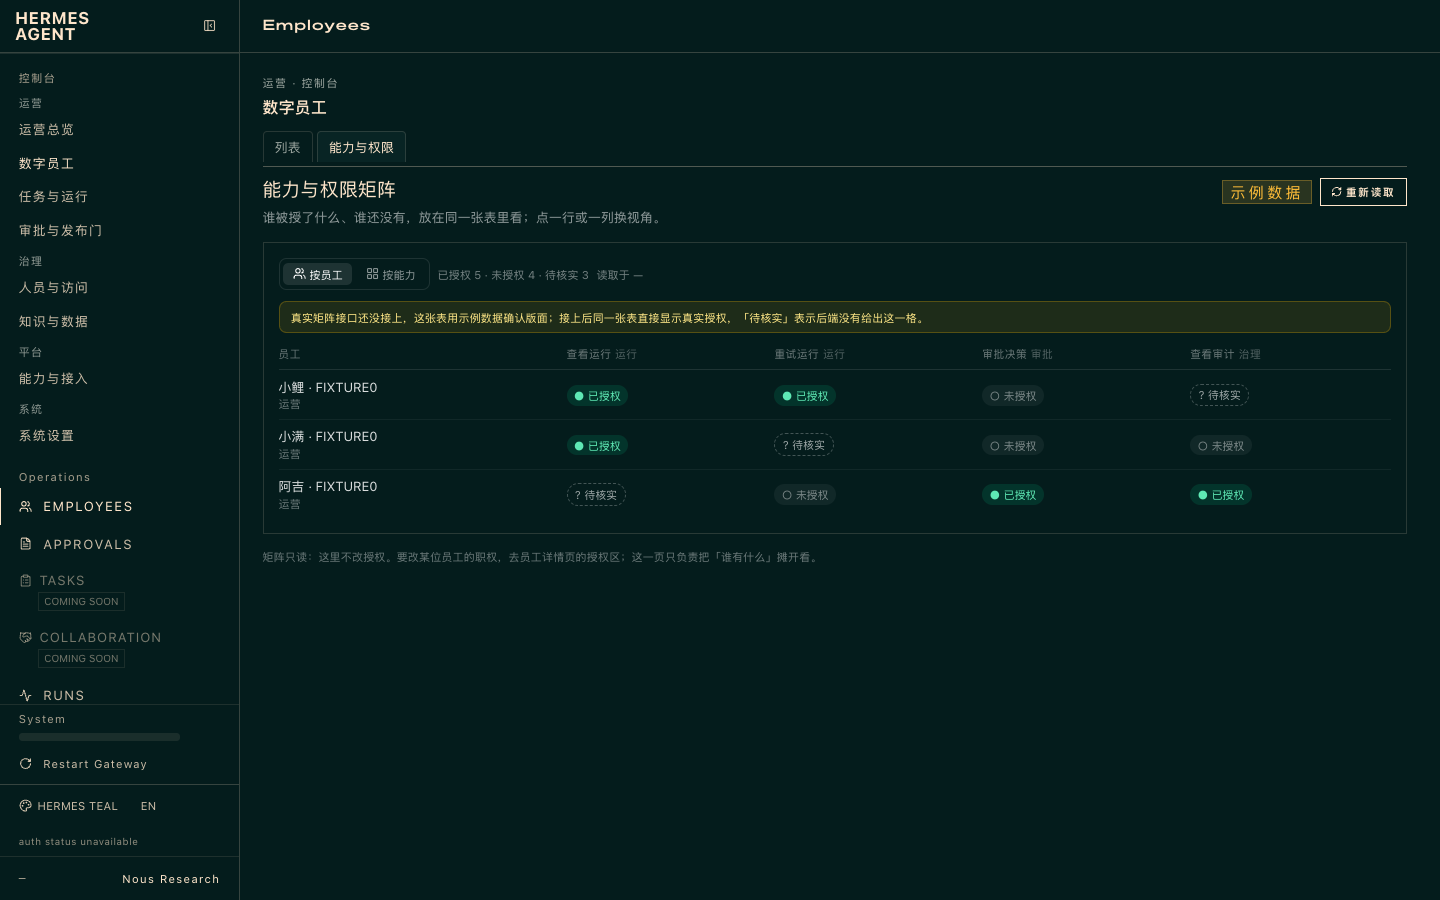 HERMES
AGENT
控制台
运营
运营总览
数字员工
任务与运行
审批与发布门
治理
人员与访问
知识与数据
平台
能力与接入
系统
系统设置
Operations
EMPLOYEES
APPROVALS
TASKS
COMING SOON
COLLABORATION
COMING SOON
RUNS
System
Restart Gateway
HERMES TEAL EN
auth status unavailable
— Nous Research
Employees
运营 · 控制台
数字员工
列表 能力与权限
能力与权限矩阵
示例数据 重新读取
谁被授了什么、谁还没有，放在同一张表里看；点一行或一列换视角。
按员工 按能力 已授权 5 · 未授权 4 · 待核实 3 读取于 —
真实矩阵接口还没接上，这张表用示例数据确认版面；接上后同一张表直接显示真实授权，「待核实」表示后端没有给出这一格。
员工 查看运行 运行 重试运行 运行 审批决策 审批 查看审计 治理
小鲤 · FIXTURE0 已授权 已授权 未授权 ? 待核实
运营
小满 · FIXTURE0 已授权 ? 待核实 未授权 未授权
运营
阿吉 · FIXTURE0 ? 待核实 未授权 已授权 已授权
运营
矩阵只读：这里不改授权。要改某位员工的职权，去员工详情页的授权区；这一页只负责把「谁有什么」摊开看。